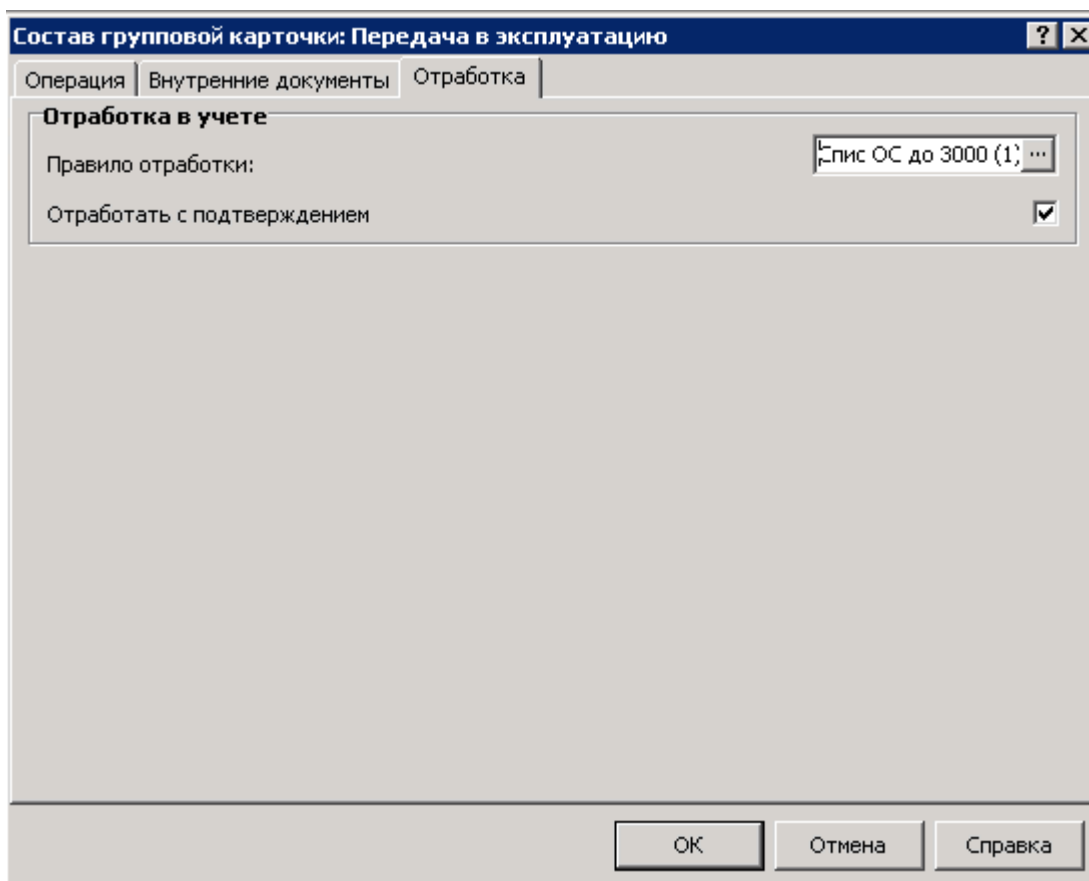 Состав групповой карточки: Передача в эксплуатацию
Операция Внутренние документы Отработка
Отработка в учете
Правило отработки: Спис ОС до 3000 (1) ...
Отработать с подтверждением
ОК Отмена Справка